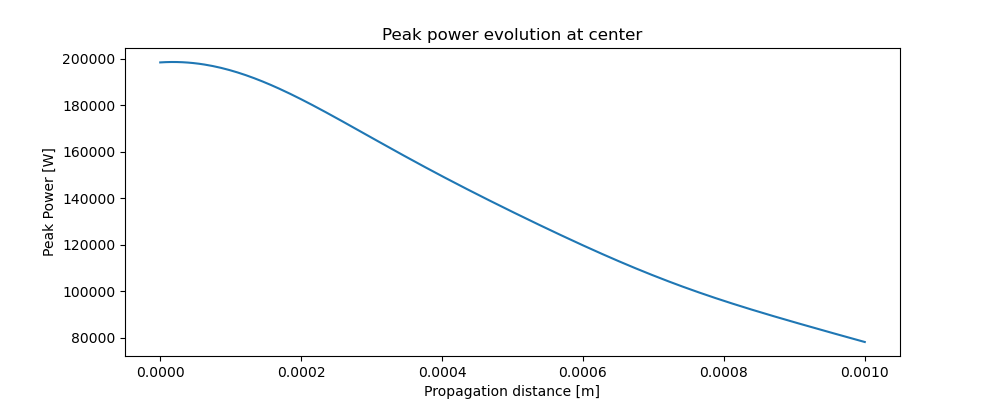 Peak power evolution at center
Peak Power [W]
200000
180000
160000
140000
120000
100000
80000
0.0000 0.0002 0.0004 0.0006 0.0008 0.0010
Propagation distance [m]